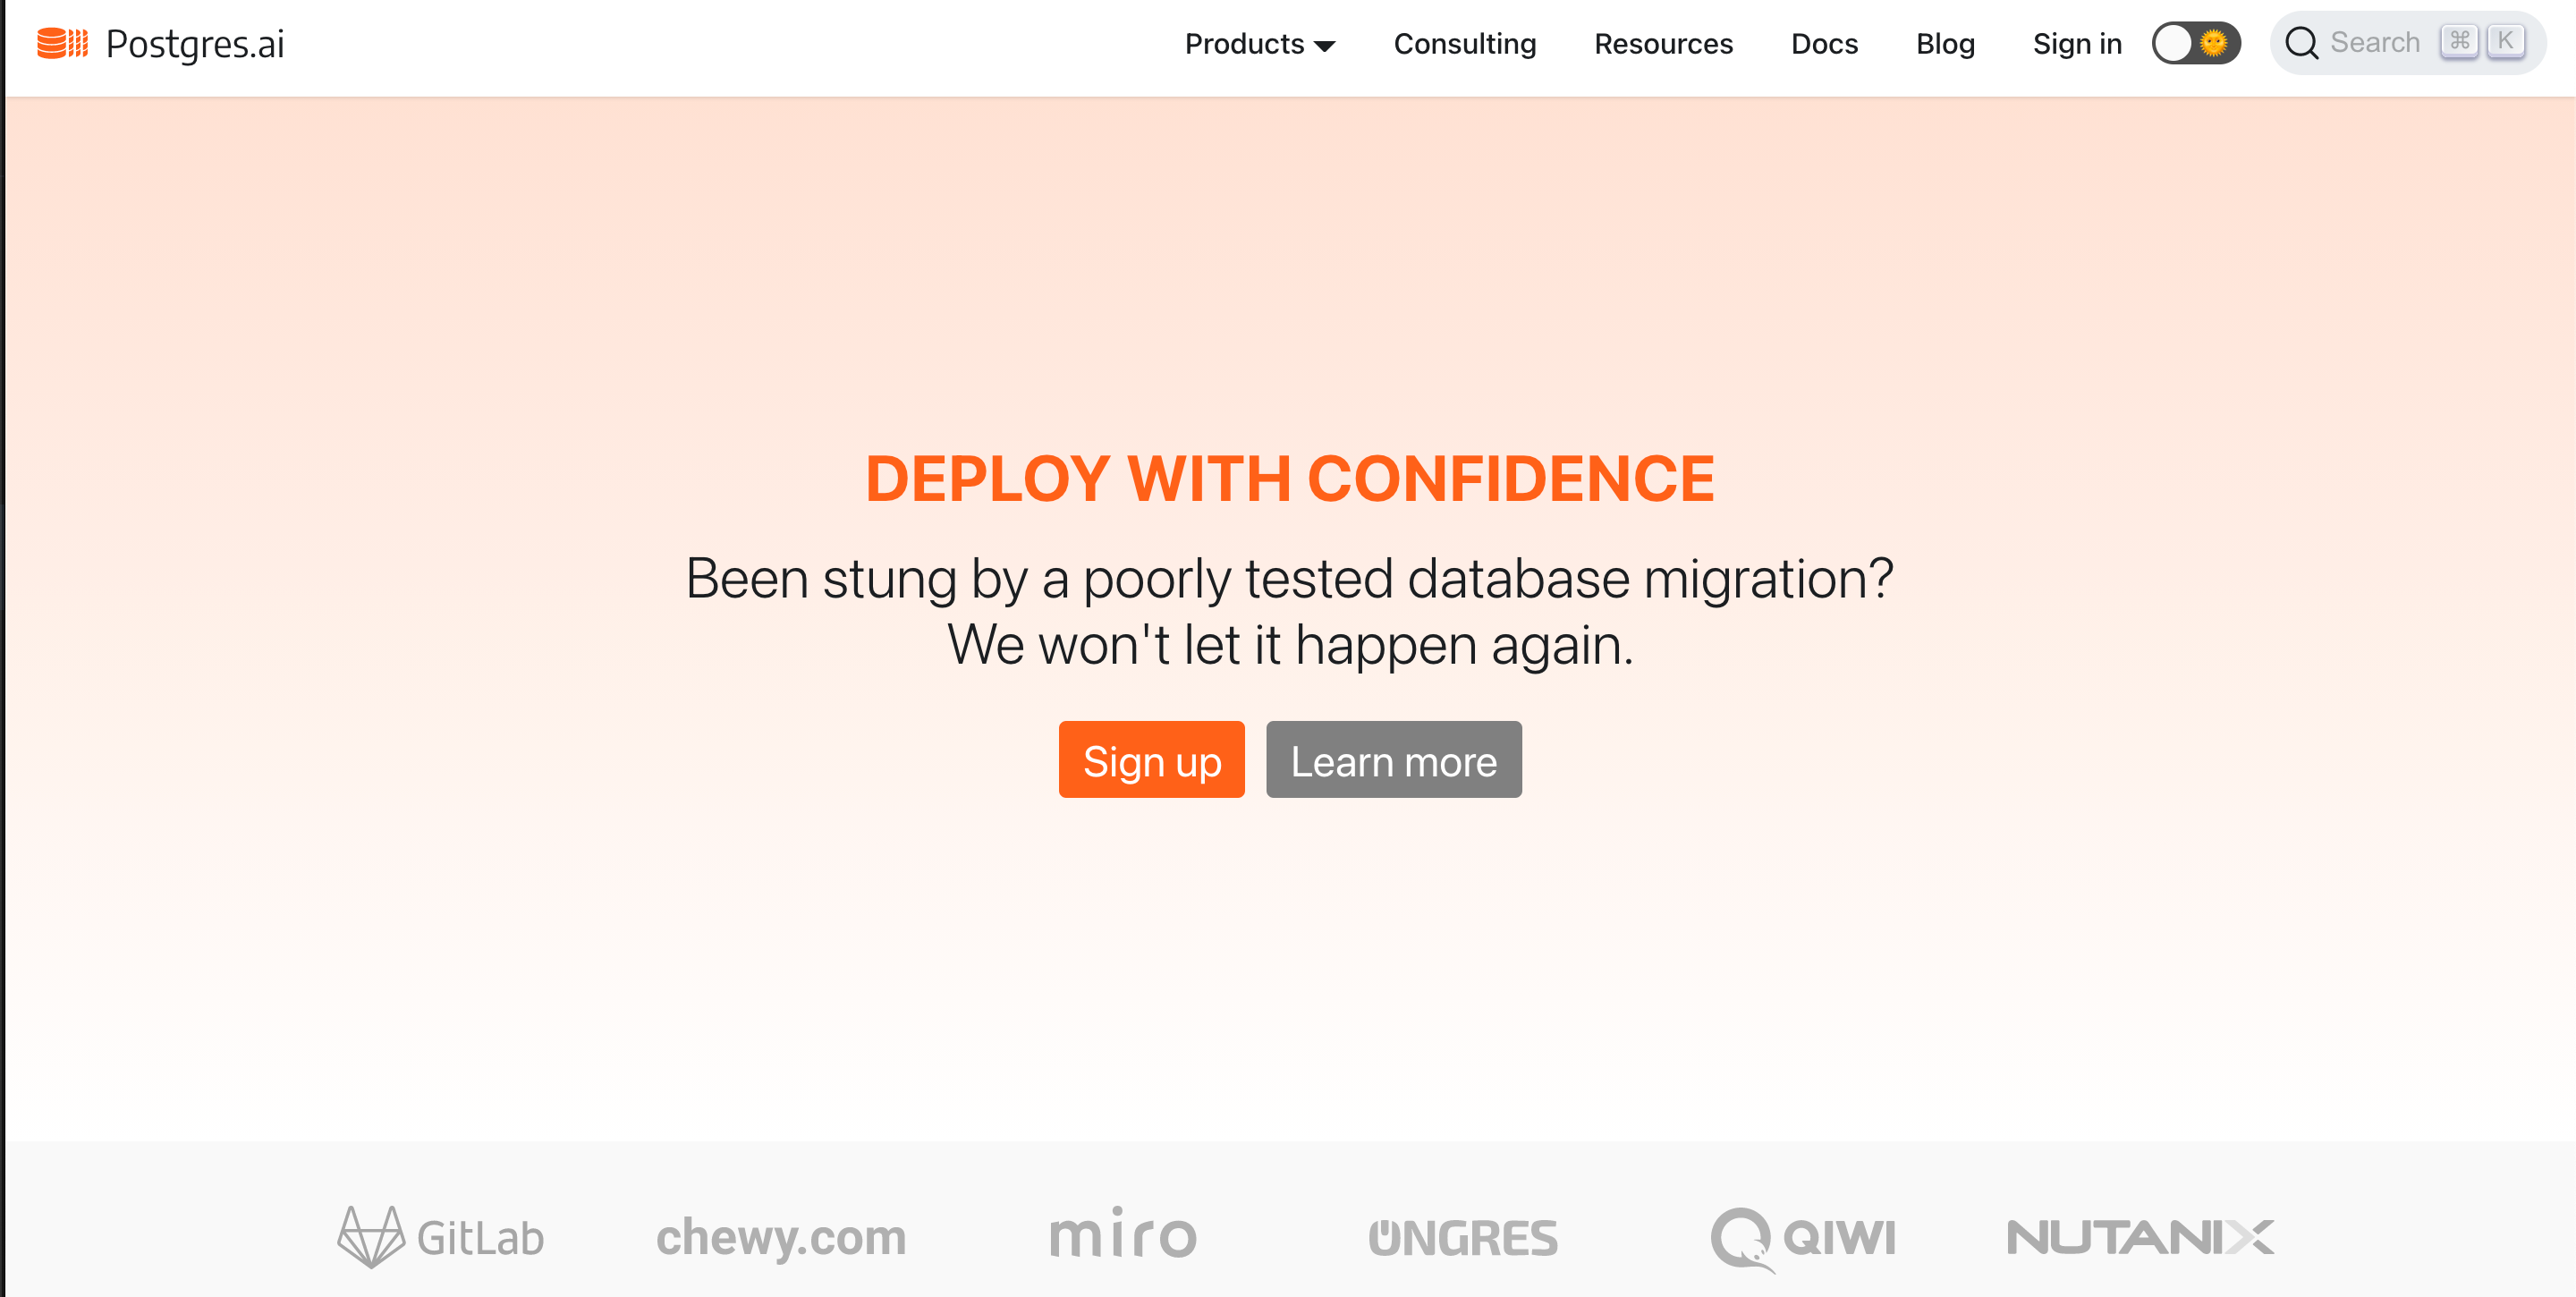 Postgres.ai
Products Consulting Resources Docs Blog Sign in Search ⌘ K
DEPLOY WITH CONFIDENCE
Been stung by a poorly tested database migration?
We won't let it happen again.
Sign up Learn more
GitLab chewy.com miro ONGRES QIWI NUTANIX